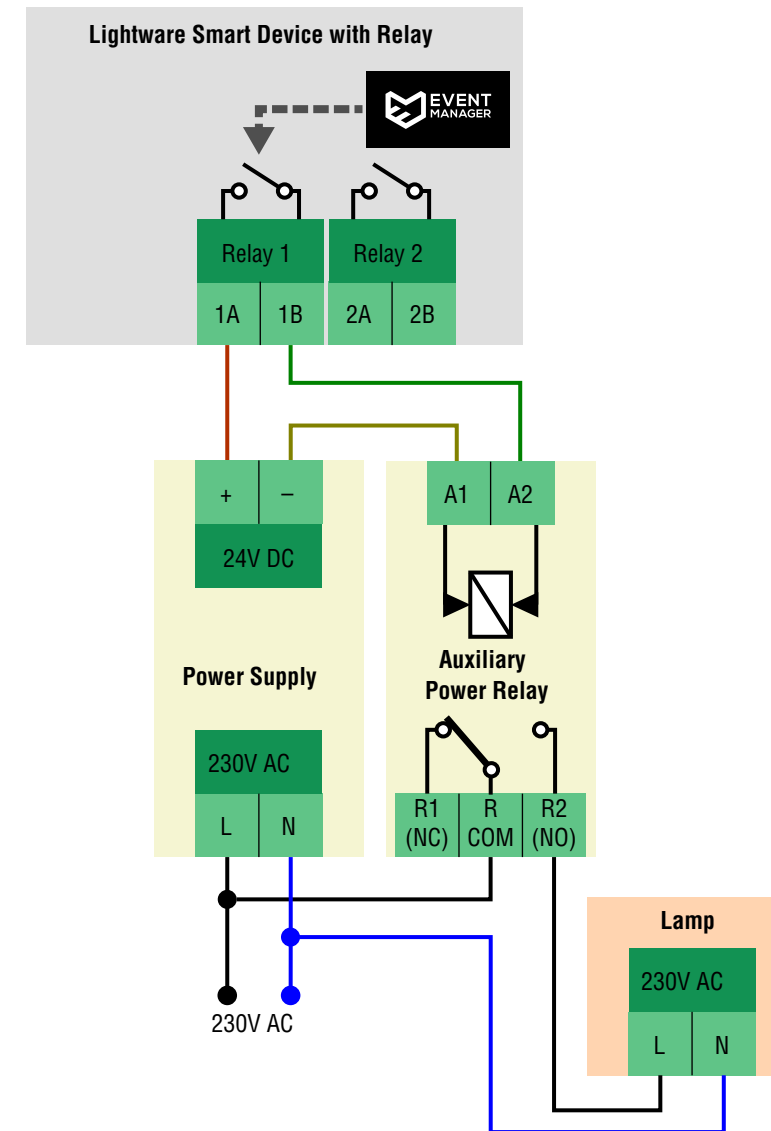 Lightware Smart Device with Relay
EVENT
MANAGER
Relay 1
Relay 2
1A
1B
2A
2B
+
–
24V DC
A1
A2
Power Supply
Auxiliary
Power Relay
230V AC
L
N
R1
(NC)
R
COM
R2
(NO)
230V AC
Lamp
230V AC
L
N